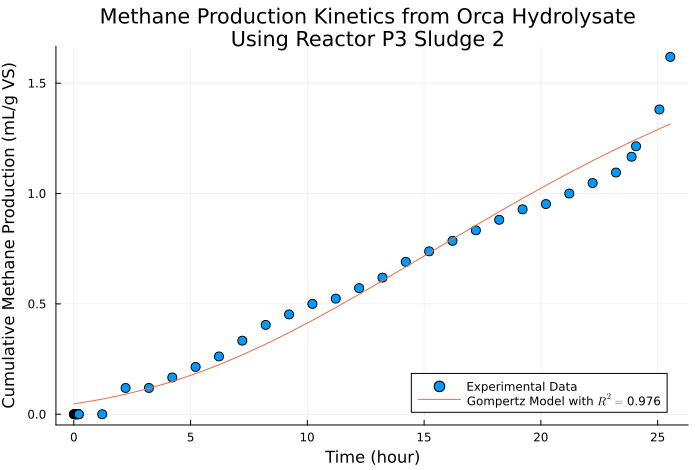 Methane Production Kinetics from Orca Hydrolysate
Using Reactor P3 Sludge 2
Cumulative Methane Production (mL/g VS)
1.5
1.0
0.5
0.0
0
5
10
15
20
25
Time (hour)
Experimental Data
Gompertz Model with R² = 0.976